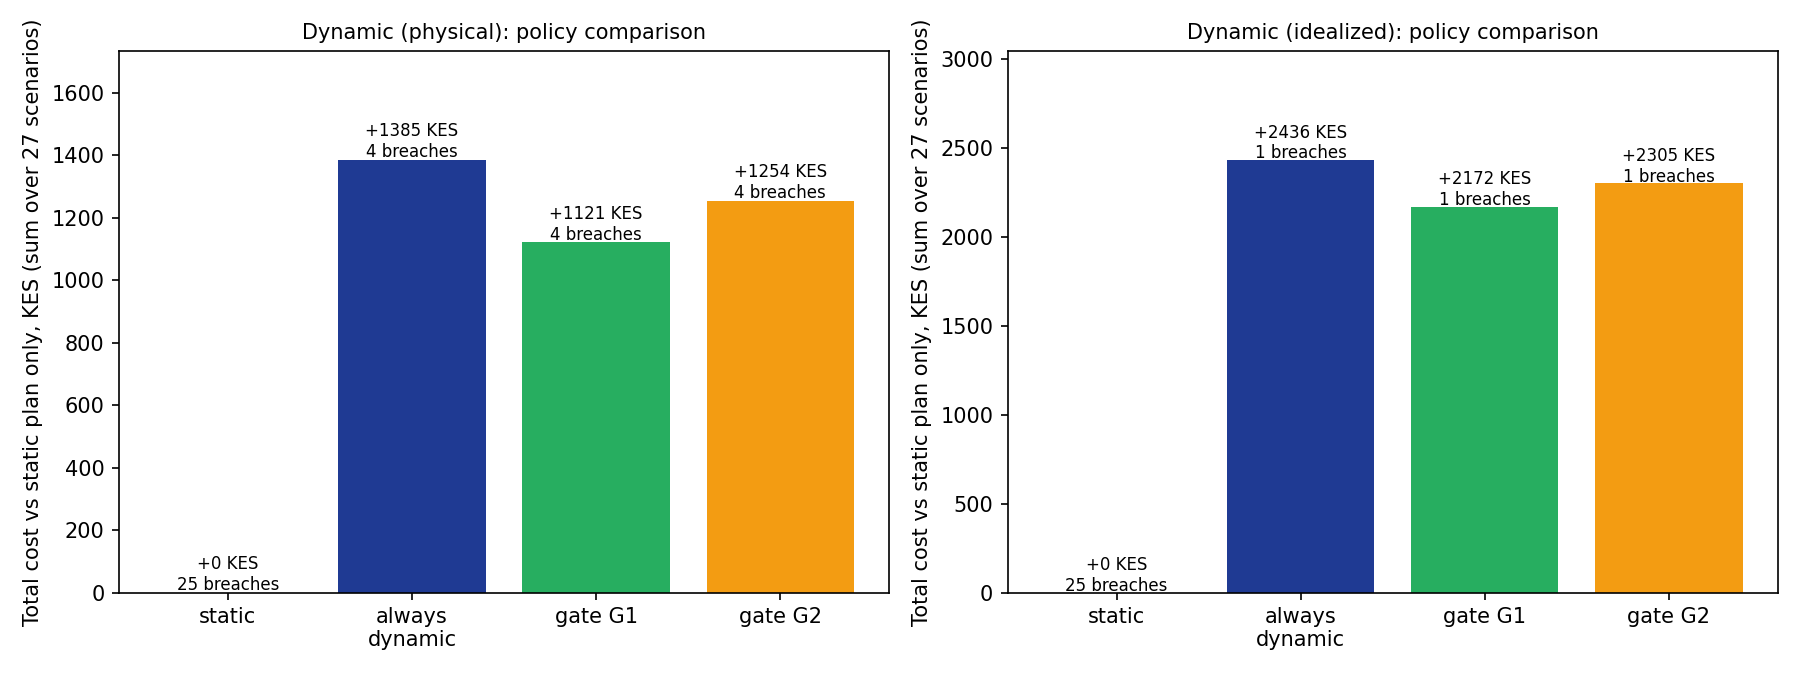 Dynamic (physical): policy comparison
Total cost vs static plan only, KES (sum over 27 scenarios)
1600
1400
1200
1000
800
600
400
200
0
+0 KES
25 breaches
+1385 KES
4 breaches
+1121 KES
4 breaches
+1254 KES
4 breaches
static
always
dynamic
gate G1
gate G2
Dynamic (idealized): policy comparison
Total cost vs static plan only, KES (sum over 27 scenarios)
3000
2500
2000
1500
1000
500
0
+0 KES
25 breaches
+2436 KES
1 breaches
+2172 KES
1 breaches
+2305 KES
1 breaches
static
always
dynamic
gate G1
gate G2